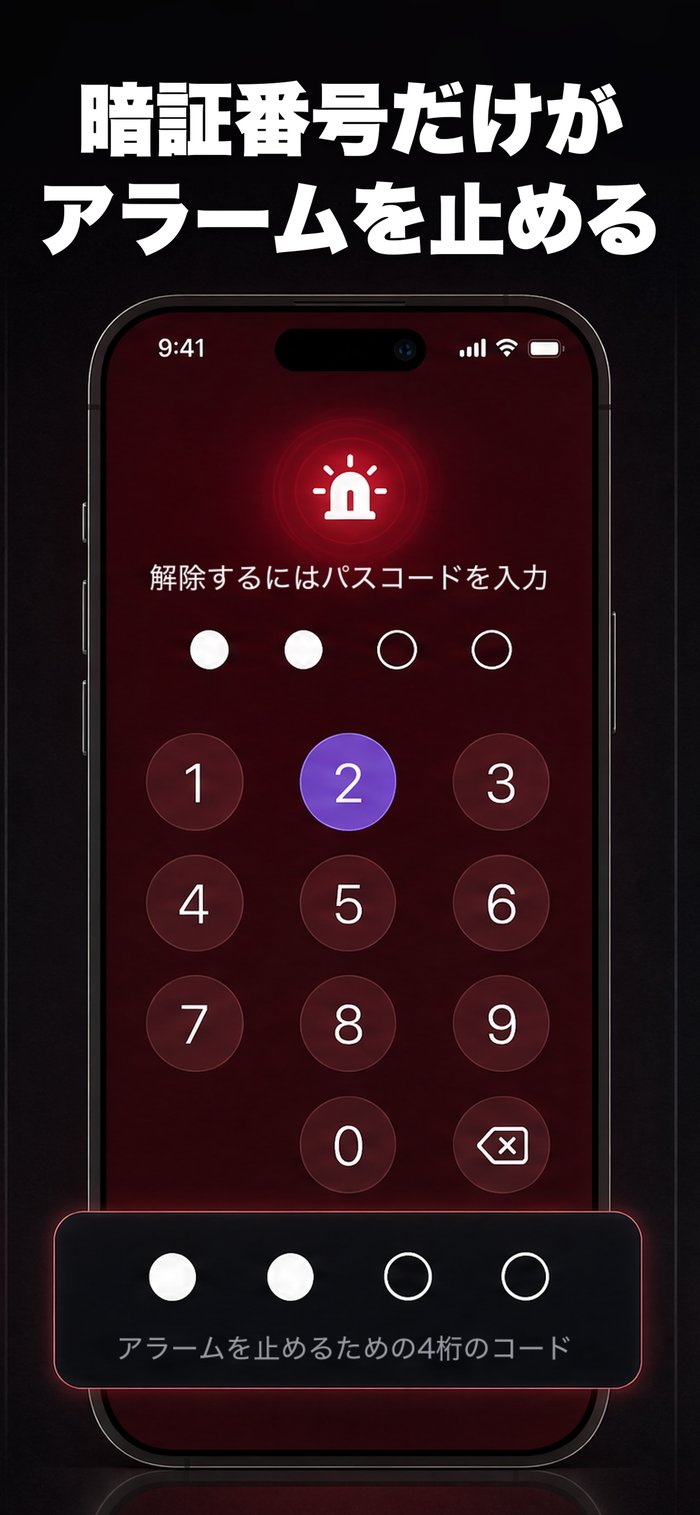 暗証番号だけが
アラームを止める
9:41
解除するにはパスコードを入力
1 2 3
4 5 6
7 8 9
0
アラームを止めるための4桁のコード